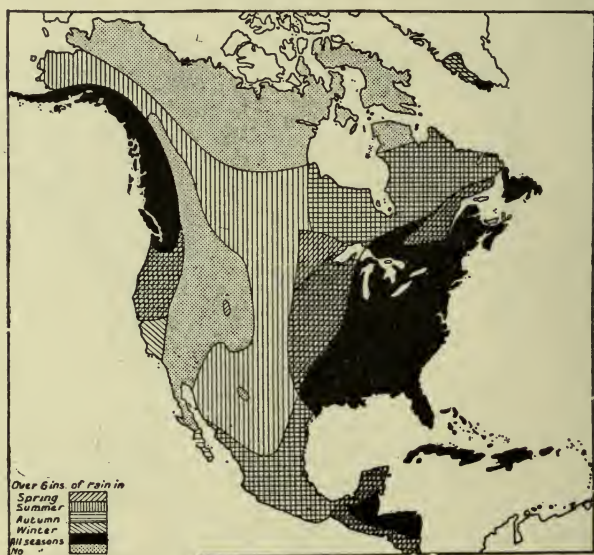 Over 6 ins. of rain in
Spring
Summer
Autumn
Winter
All seasons
No "